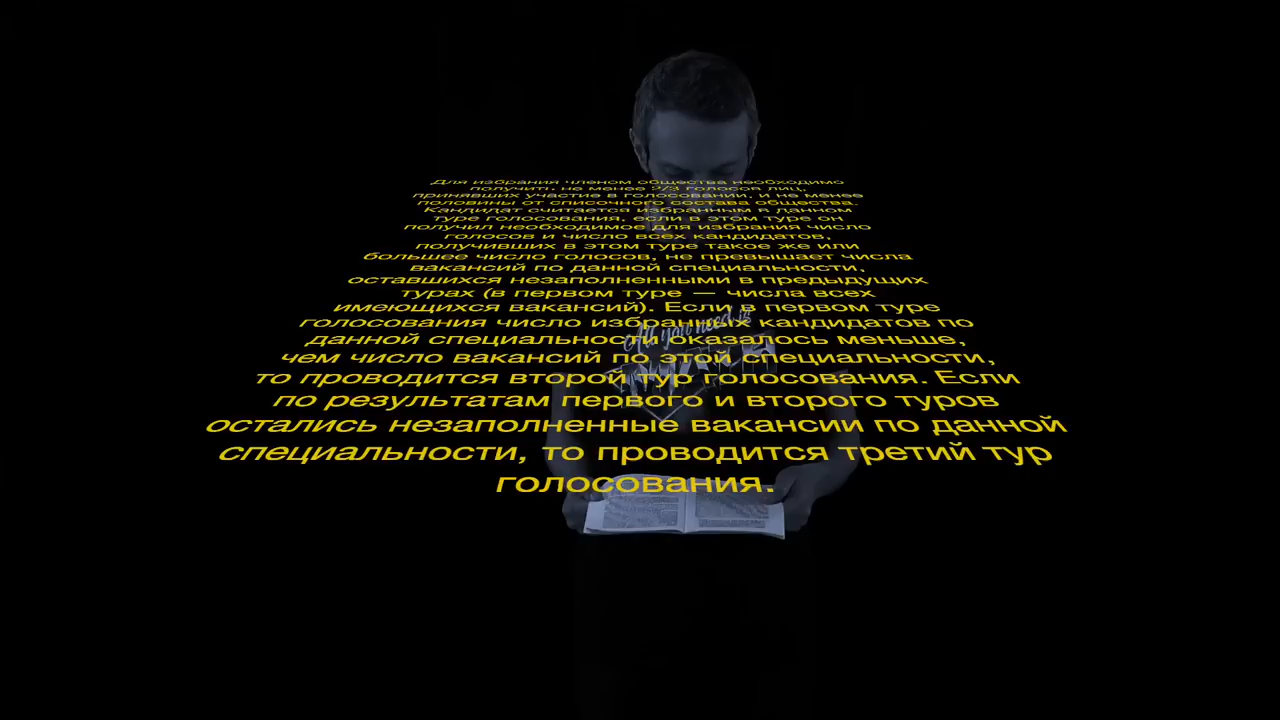 Для избрания членом общества необходимо
получить не менее 2/3 голосов лиц,
принявших участие в голосовании, и не менее
половины от списочного состава общества.
Кандидат считается избранным в данном
туре голосования, если в этом туре он
получил необходимое для избрания число
голосов и число всех кандидатов,
получивших в этом туре такое же или
большее число голосов, не превышает числа
вакансий по данной специальности,
оставшихся незаполненными в предыдущих
турах (в первом туре — числа всех
имеющихся вакансий). Если в первом туре
голосования число избранных кандидатов по
данной специальности оказалось меньше,
чем число вакансий по этой специальности,
то проводится второй тур голосования. Если
по результатам первого и второго туров
остались незаполненные вакансии по данной
специальности, то проводится третий тур
голосования.
All you need is